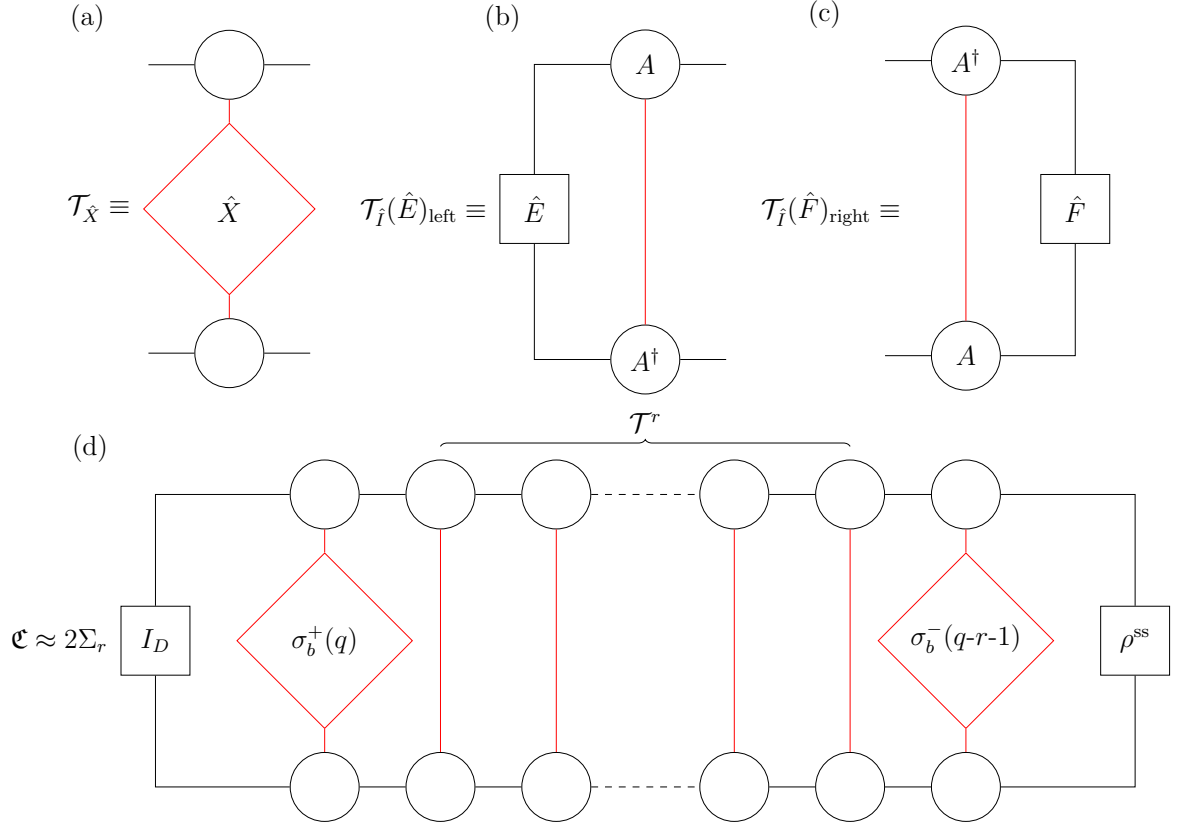 (a)
(b)
(c)
𝒯_X̂ ≡
X̂
𝒯_Î(Ê)_left ≡
Ê
A
A†
𝒯_Î(F̂)_right ≡
A†
F̂
A
(d)
𝒯^r
ℭ ≈ 2Σ_r
I_D
σ_b^+(q)
σ_b^-(q-r-1)
ρ^ss